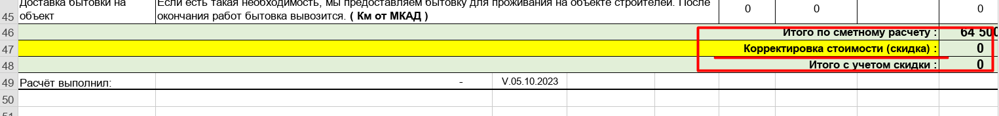 45 Доставка бытовки на объект
Если есть такая необходимость, мы предоставляем бытовку для проживания на объекте строителей. После
окончания работ бытовка вывозится. ( Км от МКАД )
0 0 0
46 Итого по сметному расчету : 64 500
47 Корректировка стоимости (скидка) : 0
48 Итого с учетом скидки : 0
49 Расчёт выполнил: - V.05.10.2023
50
51